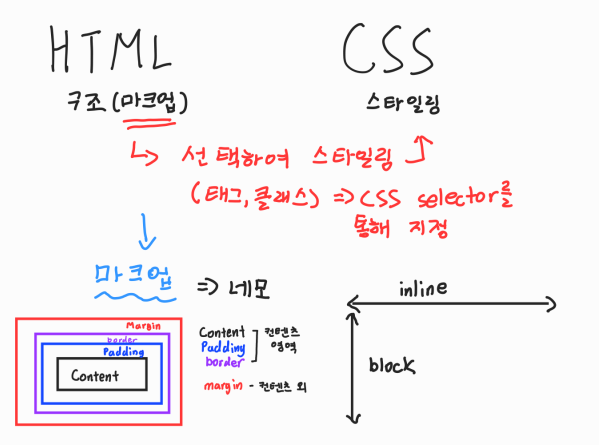 HTML
CSS
구조 (마크업)
스타일링
선택하여 스타일링
(태그, 클래스) => CSS selector를
통해 지정
마크업
=> 네모
inline
block
Margin
border
Padding
Content
Content
Padding
border
컨텐츠
영역
margin - 컨텐츠 외